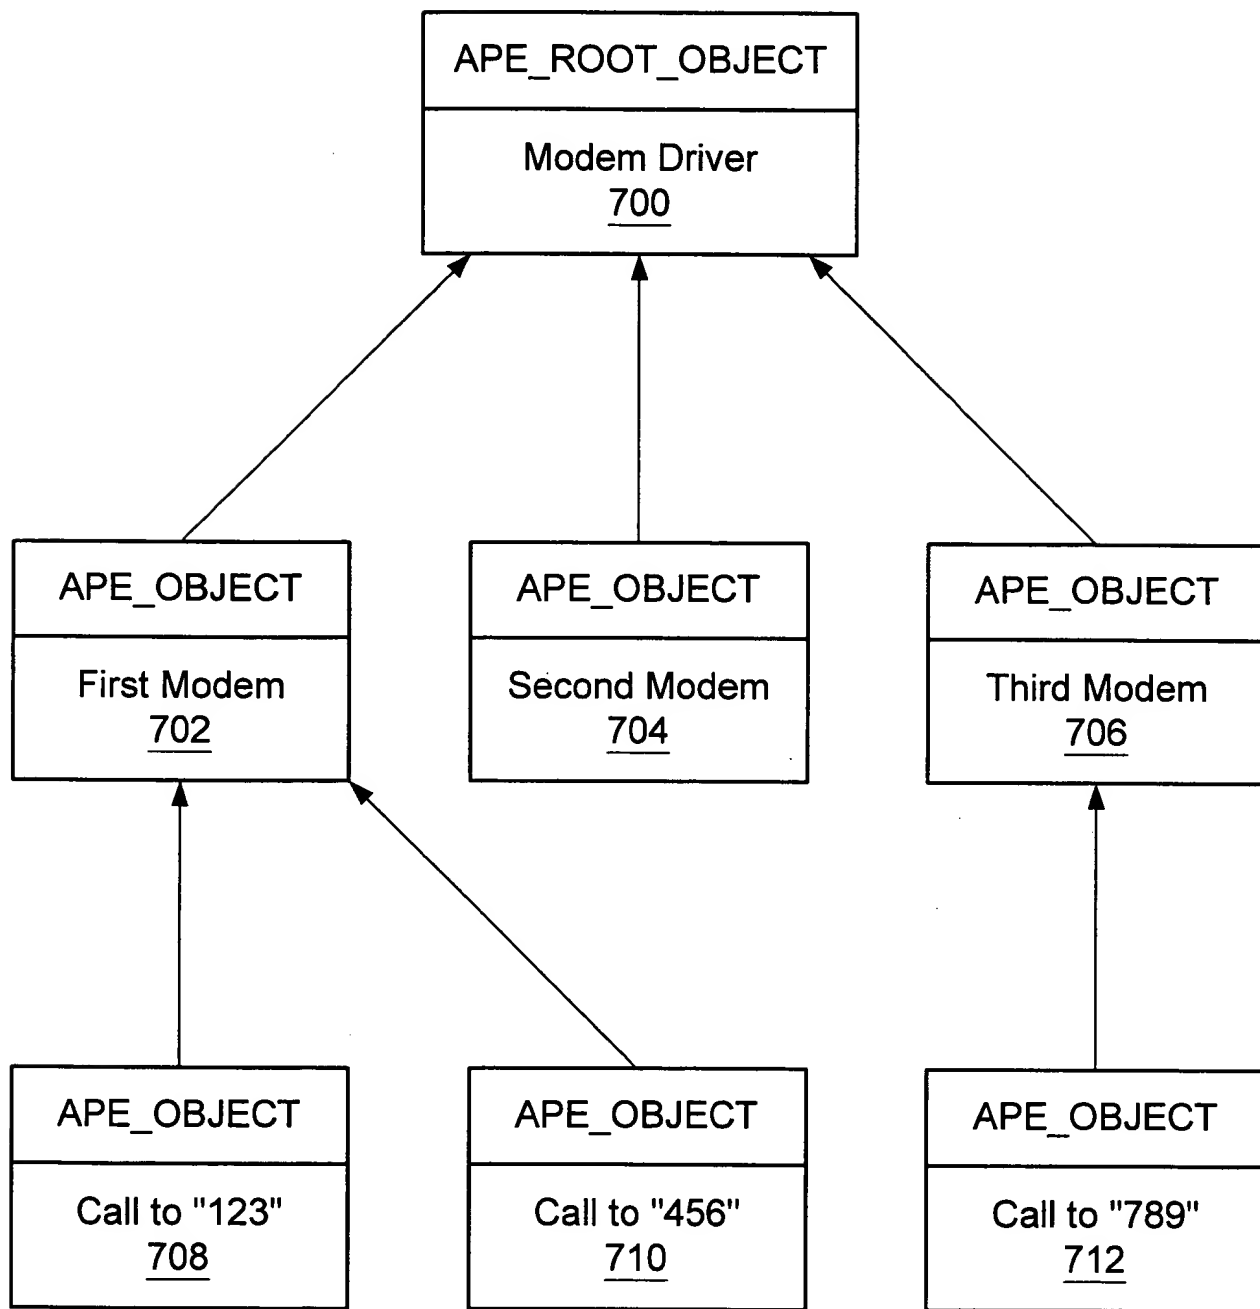 APE_ROOT_OBJECT
Modem Driver
700
APE_OBJECT
First Modem
702
APE_OBJECT
Second Modem
704
APE_OBJECT
Third Modem
706
APE_OBJECT
Call to "123"
708
APE_OBJECT
Call to "456"
710
APE_OBJECT
Call to "789"
712